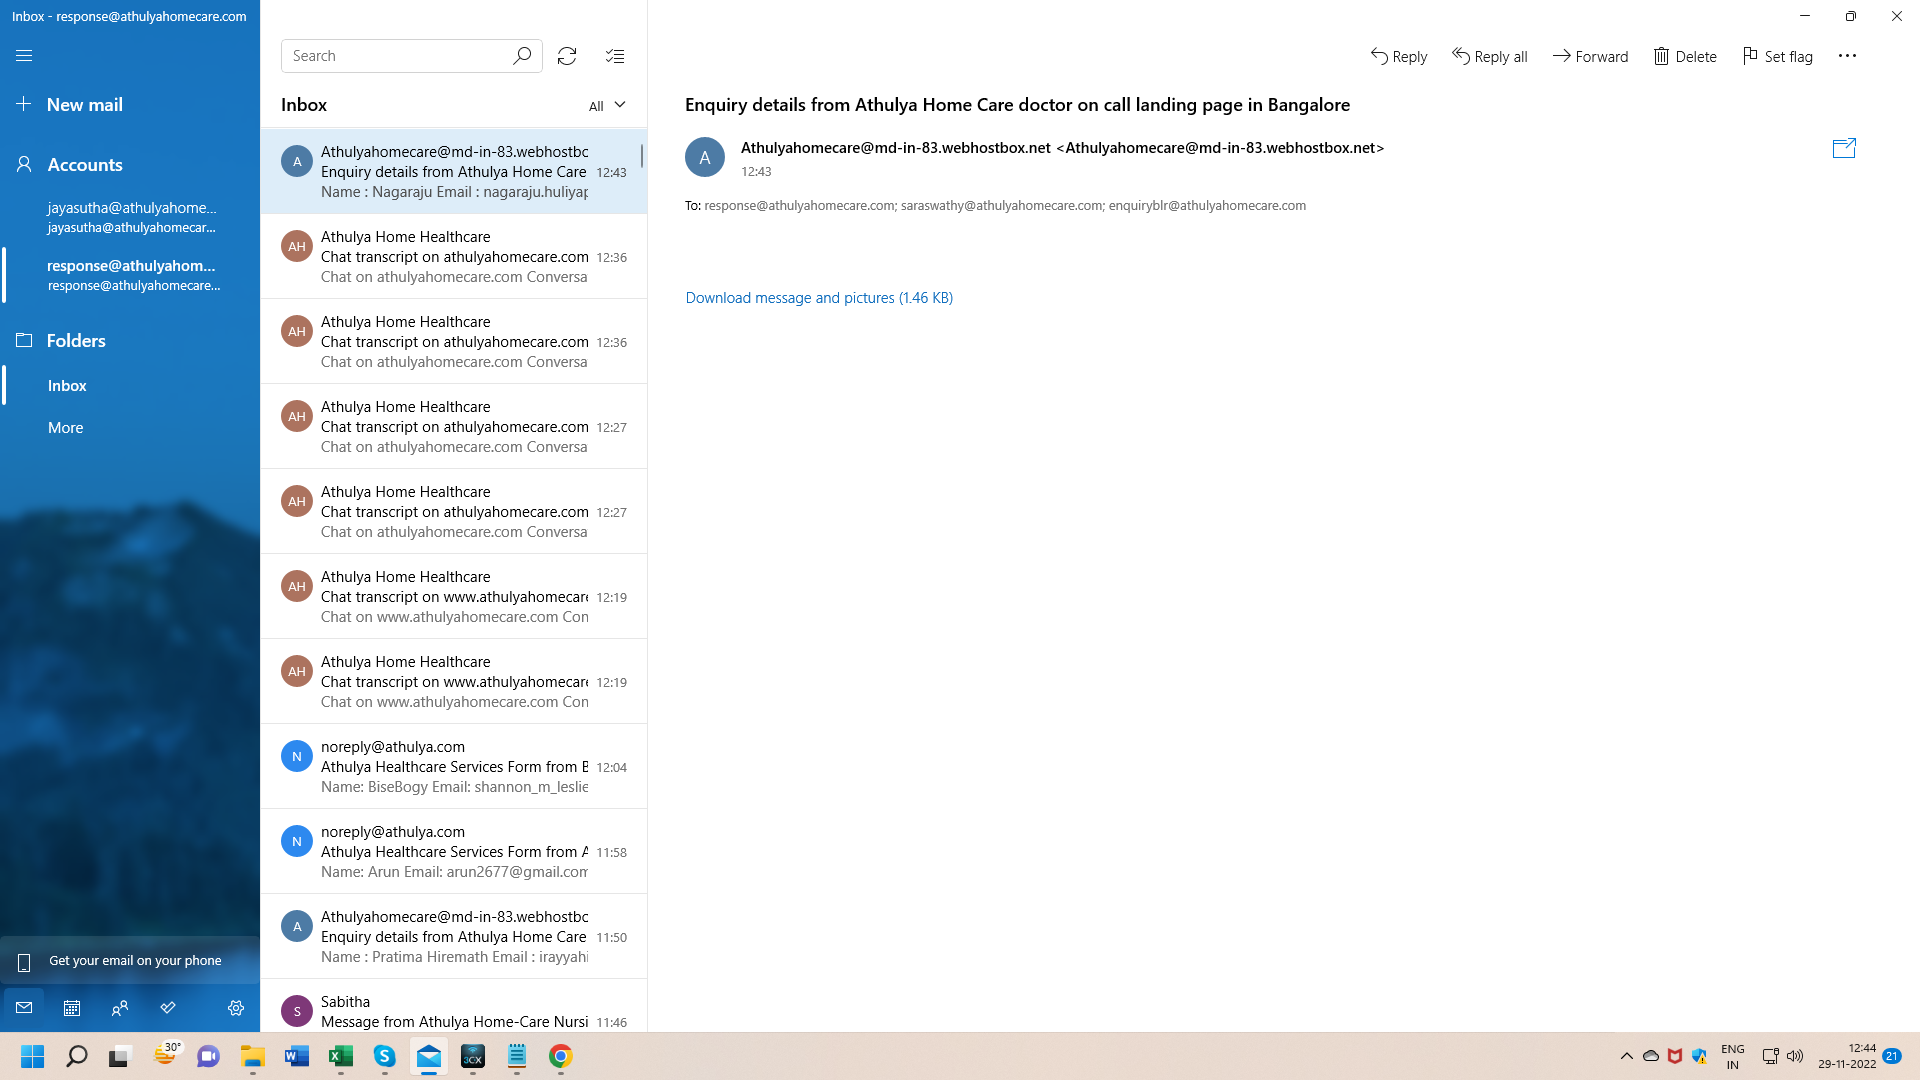 Inbox - response@athulyahomecare.com
New mail
Accounts
jayasutha@athulyahome...
jayasutha@athulyahomecar...
response@athulyahom...
response@athulyahomecare...
Folders
Inbox
More
Get your email on your phone
Search
Inbox
All
Athulyahomecare@md-in-83.webhostbc
Enquiry details from Athulya Home Care 12:43
Name : Nagaraju Email : nagaraju.huliyap
AH
Athulya Home Healthcare
Chat transcript on athulyahomecare.com 12:36
Chat on athulyahomecare.com Conversa
AH
Athulya Home Healthcare
Chat transcript on athulyahomecare.com 12:36
Chat on athulyahomecare.com Conversa
AH
Athulya Home Healthcare
Chat transcript on athulyahomecare.com 12:27
Chat on athulyahomecare.com Conversa
AH
Athulya Home Healthcare
Chat transcript on athulyahomecare.com 12:27
Chat on athulyahomecare.com Conversa
AH
Athulya Home Healthcare
Chat transcript on www.athulyahomecare 12:19
Chat on www.athulyahomecare.com Con
AH
Athulya Home Healthcare
Chat transcript on www.athulyahomecare 12:19
Chat on www.athulyahomecare.com Con
N
noreply@athulya.com
Athulya Healthcare Services Form from B 12:04
Name: BiseBogy Email: shannon_m_leslie
N
noreply@athulya.com
Athulya Healthcare Services Form from A 11:58
Name: Arun Email: arun2677@gmail.com
A
Athulyahomecare@md-in-83.webhostbc
Enquiry details from Athulya Home Care 11:50
Name : Pratima Hiremath Email : irayyahi
S
Sabitha
Message from Athulya Home-Care Nursi 11:46
Reply Reply all Forward Delete Set flag
Enquiry details from Athulya Home Care doctor on call landing page in Bangalore
A
Athulyahomecare@md-in-83.webhostbox.net <Athulyahomecare@md-in-83.webhostbox.net>
12:43
To: response@athulyahomecare.com; saraswathy@athulyahomecare.com; enquiryblr@athulyahomecare.com
Download message and pictures (1.46 KB)
30°
3CX
ENG
IN
12:44
29-11-2022
21